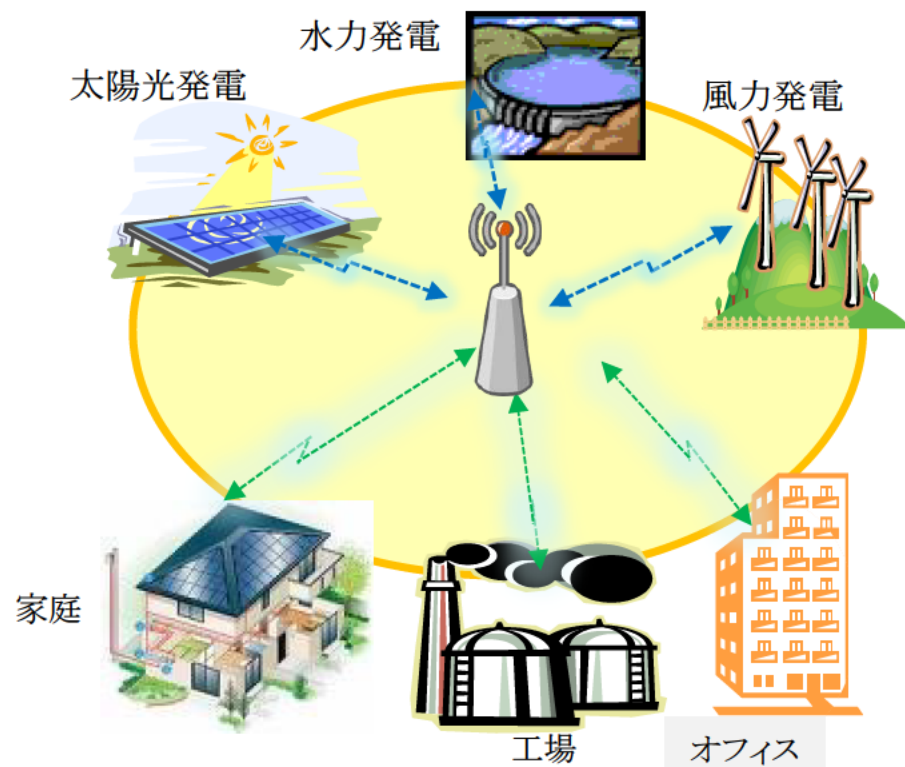 水力発電
太陽光発電
風力発電
家庭
工場
オフィス